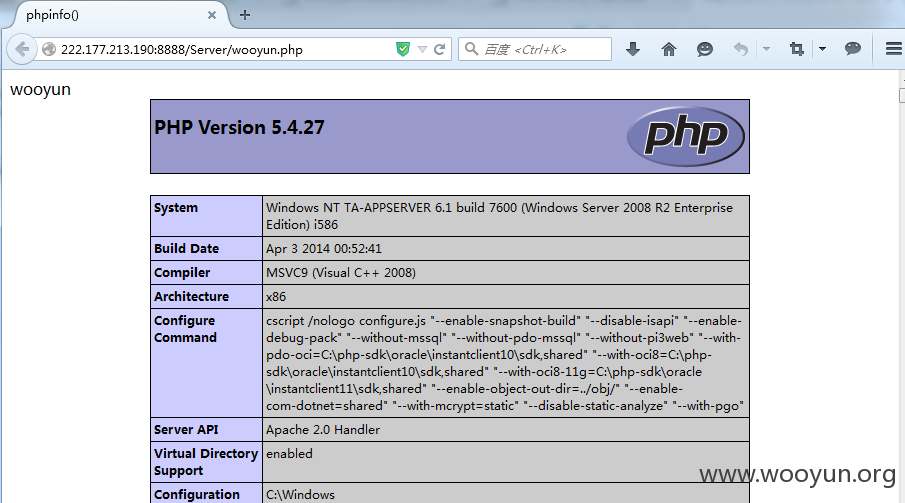 phpinfo()
222.177.213.190:8888/Server/wooyun.php
百度 <Ctrl+K>
wooyun
PHP Version 5.4.27
php
System
Windows NT TA-APPSERVER 6.1 build 7600 (Windows Server 2008 R2 Enterprise
Edition) i586
Build Date
Apr 3 2014 00:52:41
Compiler
MSVC9 (Visual C++ 2008)
Architecture
x86
Configure
Command
cscript /nologo configure.js "--enable-snapshot-build" "--disable-isapi" "--enable-
debug-pack" "--without-mssql" "--without-pdo-mssql" "--without-pi3web" "--with-
pdo-oci=C:\php-sdk\oracle\instantclient10\sdk,shared" "--with-oci8=C:\php-
sdk\oracle\instantclient10\sdk,shared" "--with-oci8-11g=C:\php-sdk\oracle
\instantclient11\sdk,shared" "--enable-object-out-dir=../obj/" "--enable-
com-dotnet=shared" "--with-mcrypt=static" "--disable-static-analyze" "--with-pgo"
Server API
Apache 2.0 Handler
Virtual Directory
Support
enabled
Configuration
C:\Windows
www.wooyun.org